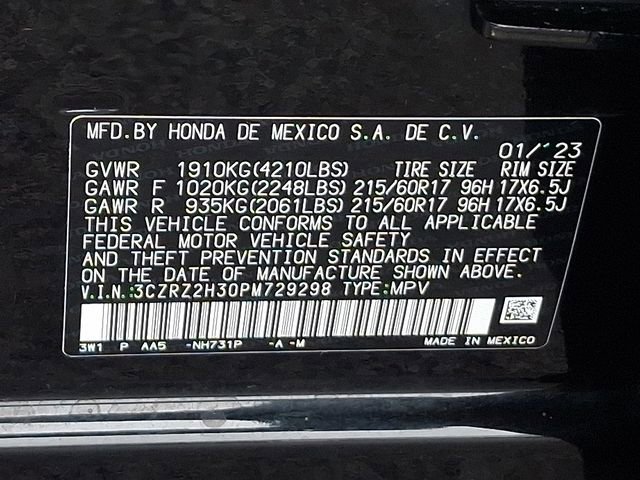 MFD.BY HONDA DE MEXICO S.A. DE C.V.
01/'23
GVWR 1910KG(4210LBS) TIRE SIZE RIM SIZE
GAWR F 1020KG(2248LBS) 215/60R17 96H 17X6.5J
GAWR R 935KG(2061LBS) 215/60R17 96H 17X6.5J
THIS VEHICLE CONFORMS TO ALL APPLICABLE
FEDERAL MOTOR VEHICLE SAFETY
AND THEFT PREVENTION STANDARDS IN EFFECT
ON THE DATE OF MANUFACTURE SHOWN ABOVE.
V.I.N.:3CZRZ2H30PM729298 TYPE:MPV
3W1 P AA5 -NH731P -A -M MADE IN MEXICO